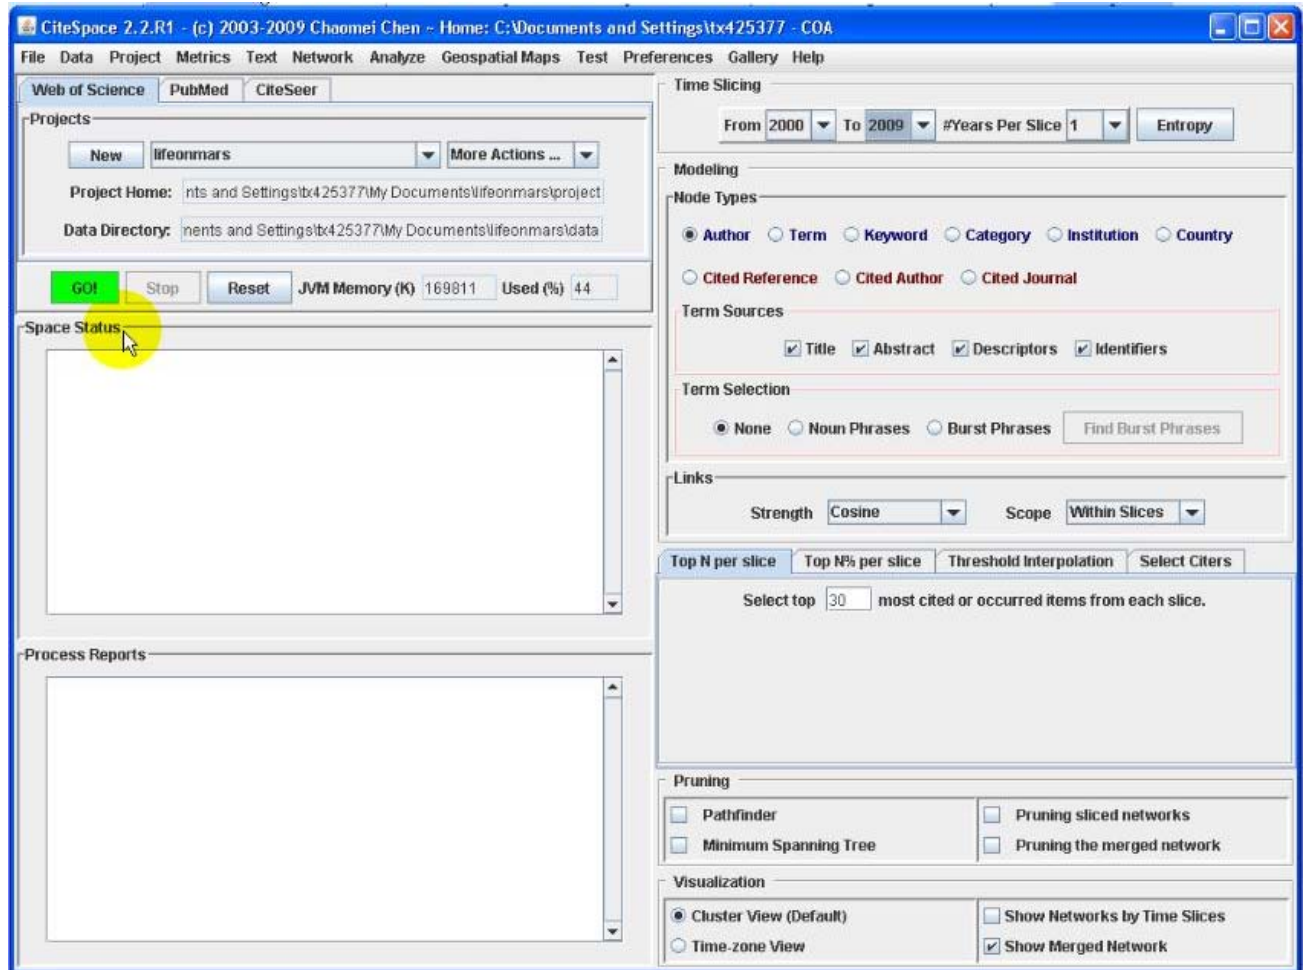 CiteSpace 2.2.R1 - (c) 2003-2009 Chaomei Chen ~ Home: C:\Documents and Settings\tx425377 - COA
File Data Project Metrics Text Network Analyze Geospatial Maps Test Preferences Gallery Help
Web of Science PubMed CiteSeer
Projects
New lifeonmars More Actions ...
Project Home: nts and Settings\tx425377\My Documents\lifeonmars\project
Data Directory: nents and Settings\tx425377\My Documents\lifeonmars\data
GO! Stop Reset JVM Memory (K) 169811 Used (%) 44
Space Status
Process Reports
Time Slicing
From 2000 To 2009 #Years Per Slice 1 Entropy
Modeling
Node Types
Author Term Keyword Category Institution Country
Cited Reference Cited Author Cited Journal
Term Sources
Title Abstract Descriptors Identifiers
Term Selection
None Noun Phrases Burst Phrases Find Burst Phrases
Links
Strength Cosine Scope Within Slices
Top N per slice Top N% per slice Threshold Interpolation Select Citers
Select top 30 most cited or occurred items from each slice.
Pruning
Pathfinder Pruning sliced networks
Minimum Spanning Tree Pruning the merged network
Visualization
Cluster View (Default) Show Networks by Time Slices
Time-zone View Show Merged Network